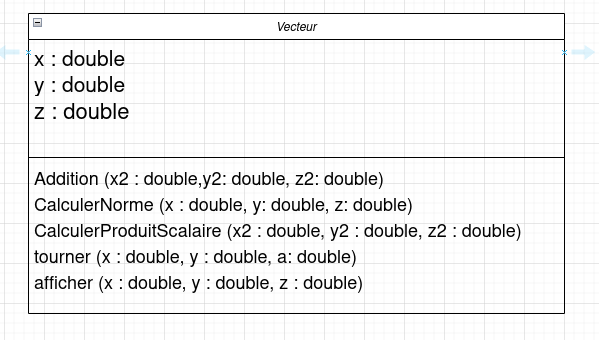 Vecteur
x : double
y : double
z : double
Addition (x2 : double,y2: double, z2: double)
CalculerNorme (x : double, y: double, z: double)
CalculerProduitScalaire (x2 : double, y2 : double, z2 : double)
tourner (x : double, y : double, a: double)
afficher (x : double, y : double, z : double)